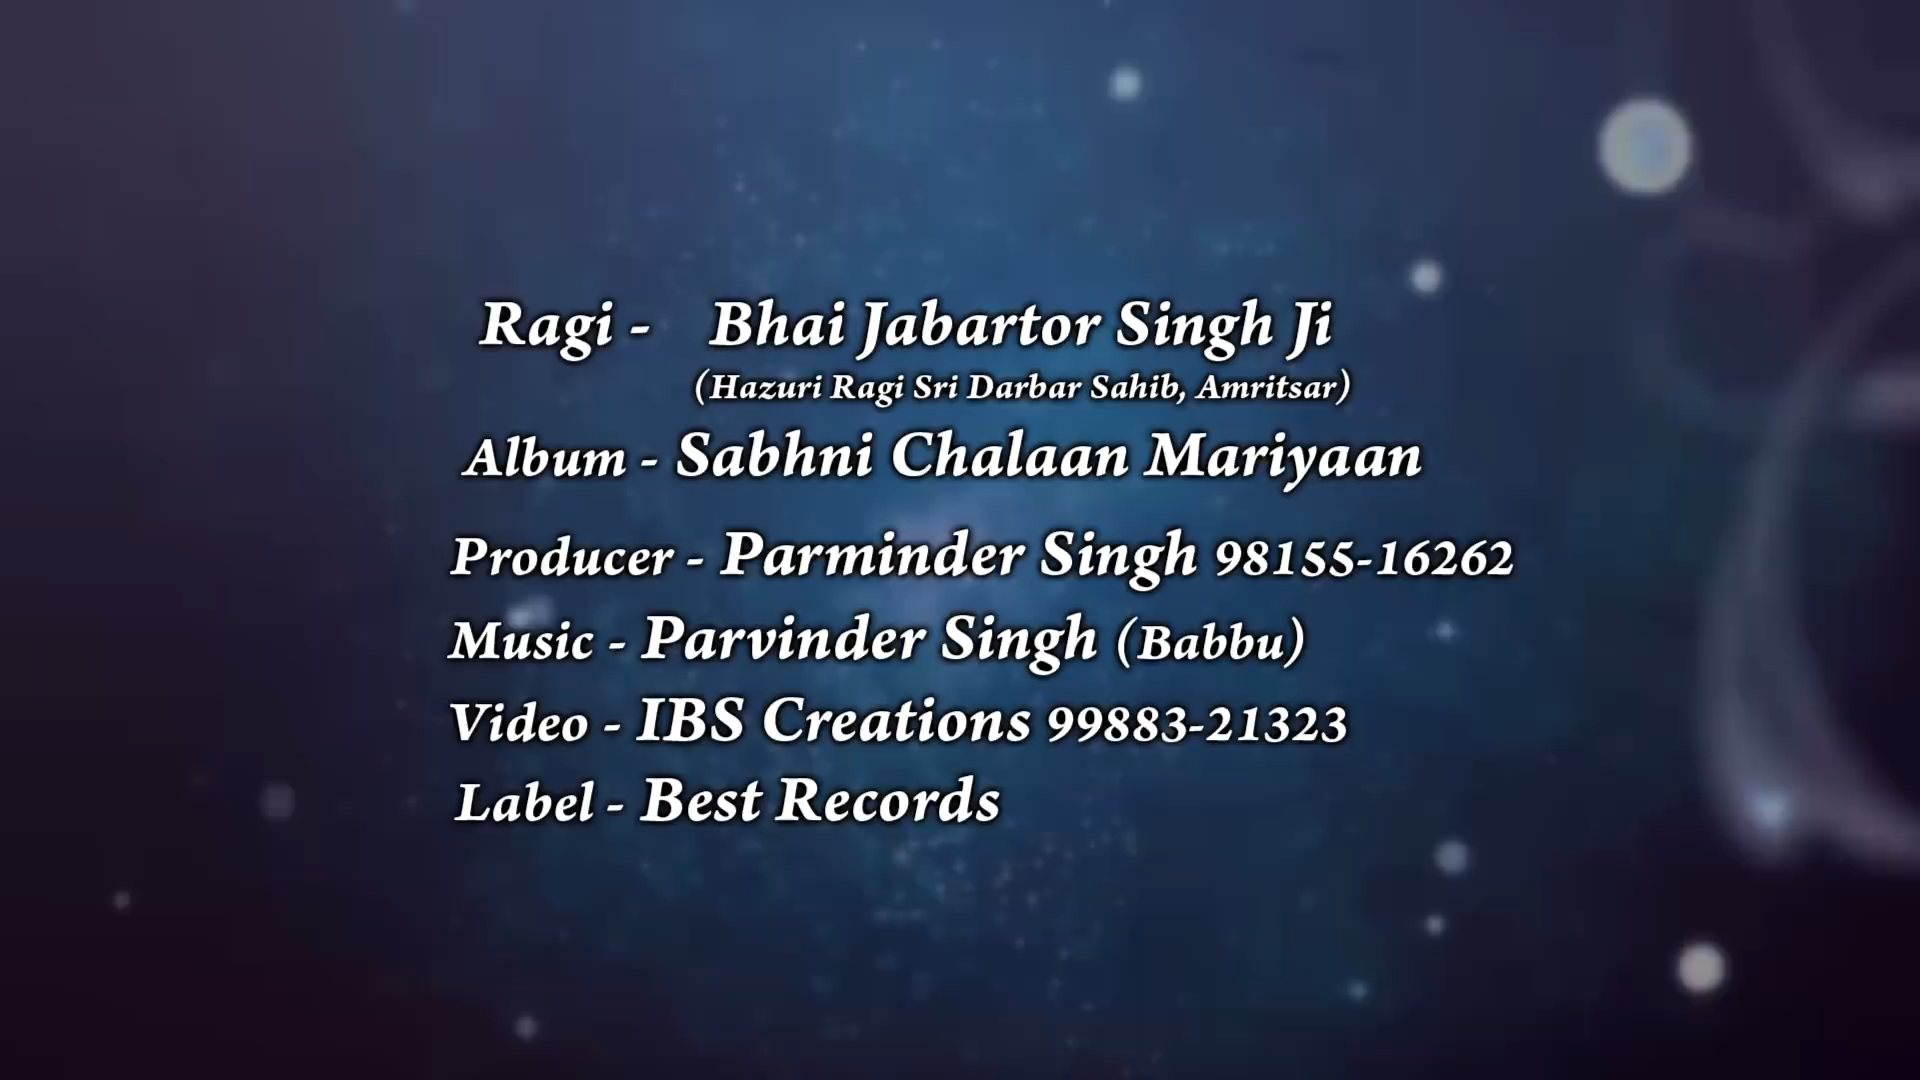 Ragi - Bhai Jabartor Singh Ji
(Hazuri Ragi Sri Darbar Sahib, Amritsar)
Album - Sabhni Chalaan Mariyaan
Producer - Parminder Singh 98155-16262
Music - Parvinder Singh (Babbu)
Video - IBS Creations 99883-21323
Label - Best Records